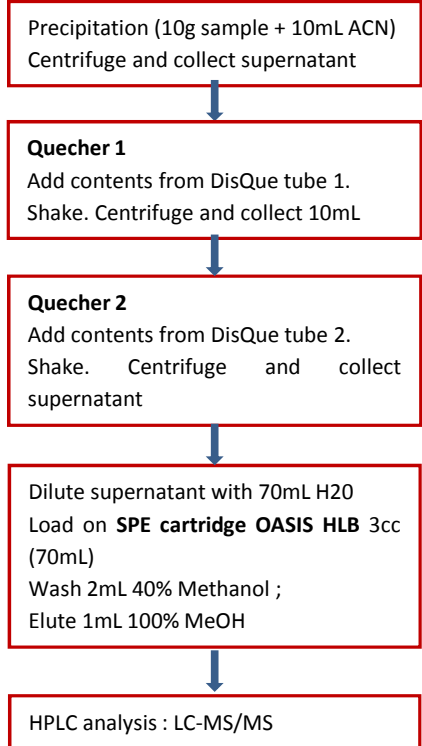 Precipitation (10g sample + 10mL ACN)
Centrifuge and collect supernatant
Quecher 1
Add contents from DisQue tube 1.
Shake. Centrifuge and collect 10mL
Quecher 2
Add contents from DisQue tube 2.
Shake. Centrifuge and collect
supernatant
Dilute supernatant with 70mL H20
Load on SPE cartridge OASIS HLB 3cc
(70mL)
Wash 2mL 40% Methanol ;
Elute 1mL 100% MeOH
HPLC analysis : LC-MS/MS